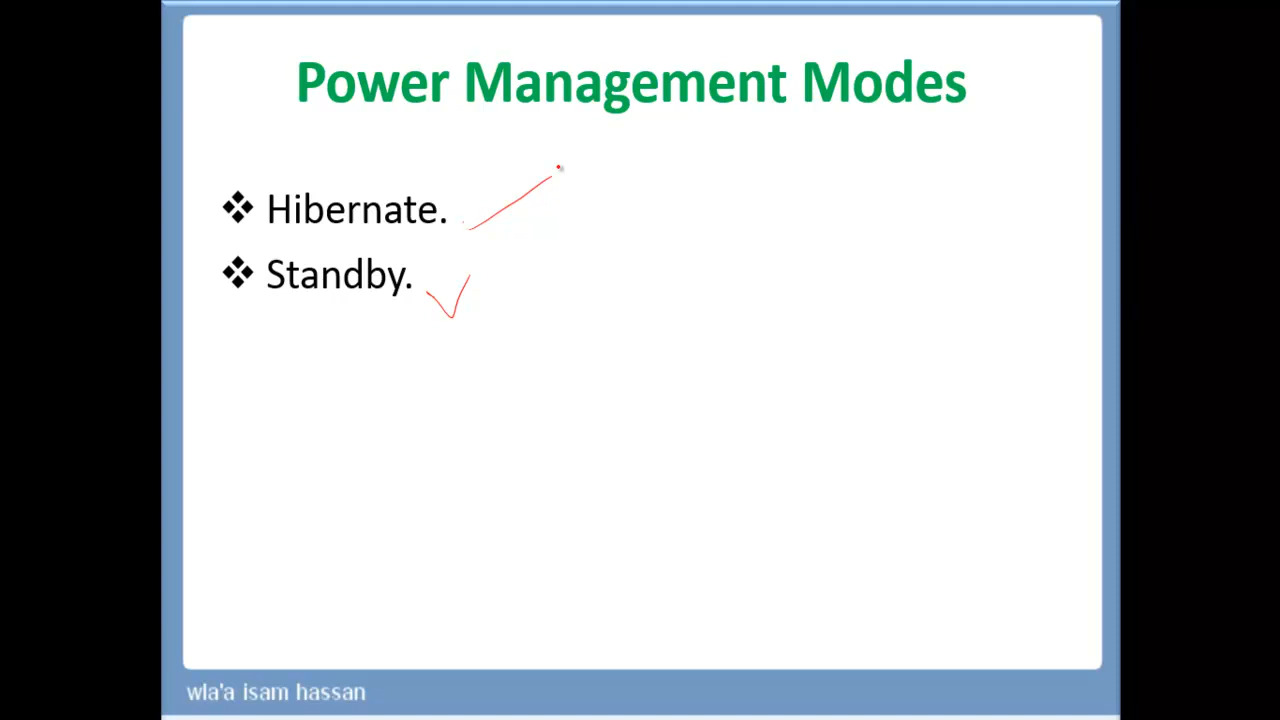 Power Management Modes
❖ Hibernate.
❖ Standby.
wla'a isam hassan